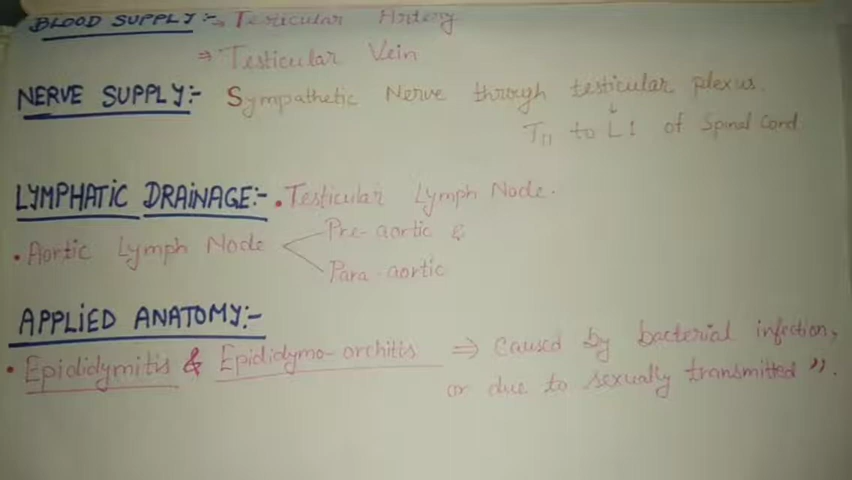 BLOOD SUPPLY:- ⇒ Testicular Artery
⇒ Testicular Vein
NERVE SUPPLY:- Sympathetic Nerve through testicular plexus.
↓
T11 to L1 of Spinal Cord
LYMPHATIC DRAINAGE:- • Testicular Lymph Node.
• Aortic Lymph Node < Pre-aortic &
Para-aortic
APPLIED ANATOMY:-
• Epididymitis & Epididymo-orchitis ⇒ caused by bacterial infection,
or due to sexually transmitted ".